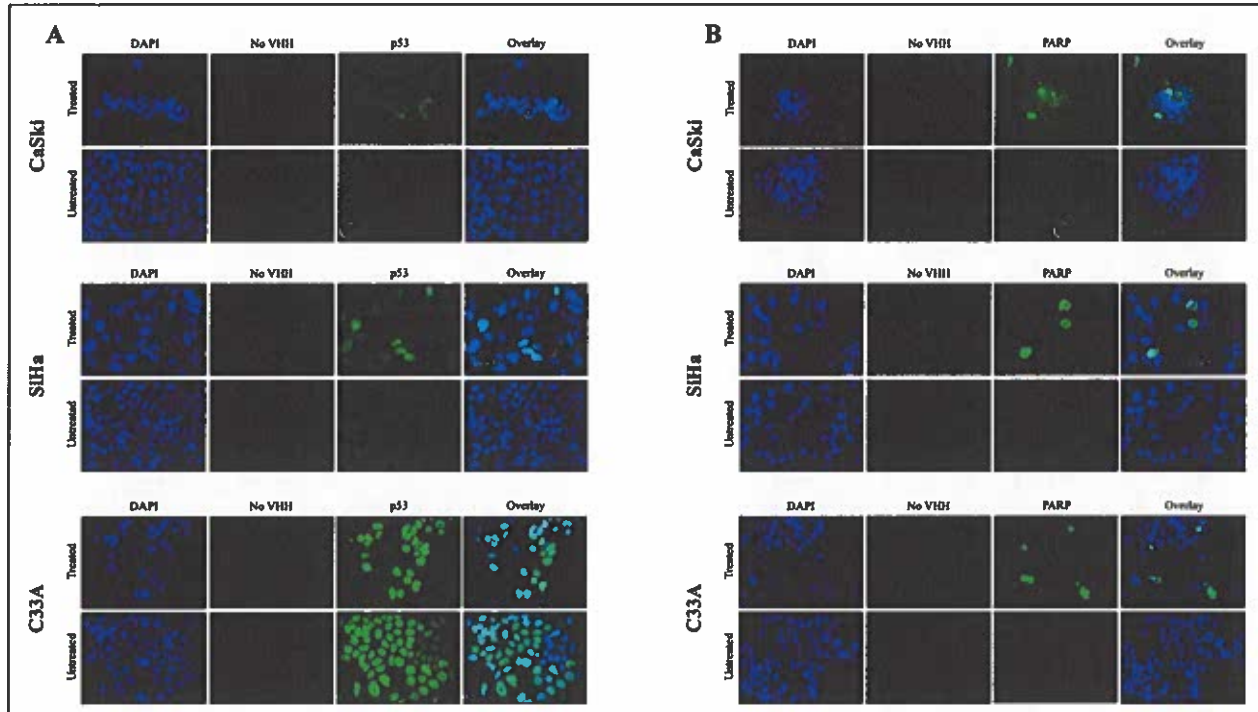 A
B
DAPI No VHH p53 Overlay
DAPI No VHH PARP Overlay
CaSki
Treated
Untreated
CaSki
Treated
Untreated
DAPI No VHH p53 Overlay
DAPI No VHH PARP Overlay
SiHa
Treated
Untreated
SiHa
Treated
Untreated
DAPI No VHH p53 Overlay
DAPI No VHH PARP Overlay
C33A
Treated
Untreated
C33A
Treated
Untreated